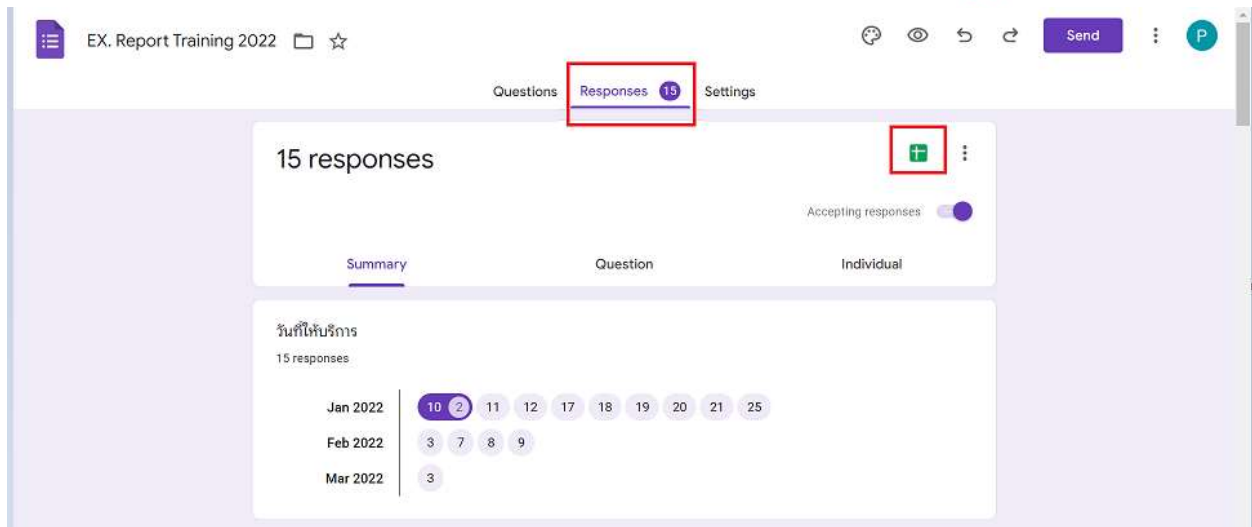 EX. Report Training 2022
Send
P
Questions Responses 15 Settings
15 responses
Accepting responses
Summary Question Individual
วันที่ให้บริการ
15 responses
Jan 2022 10 2 11 12 17 18 19 20 21 25
Feb 2022 3 7 8 9
Mar 2022 3